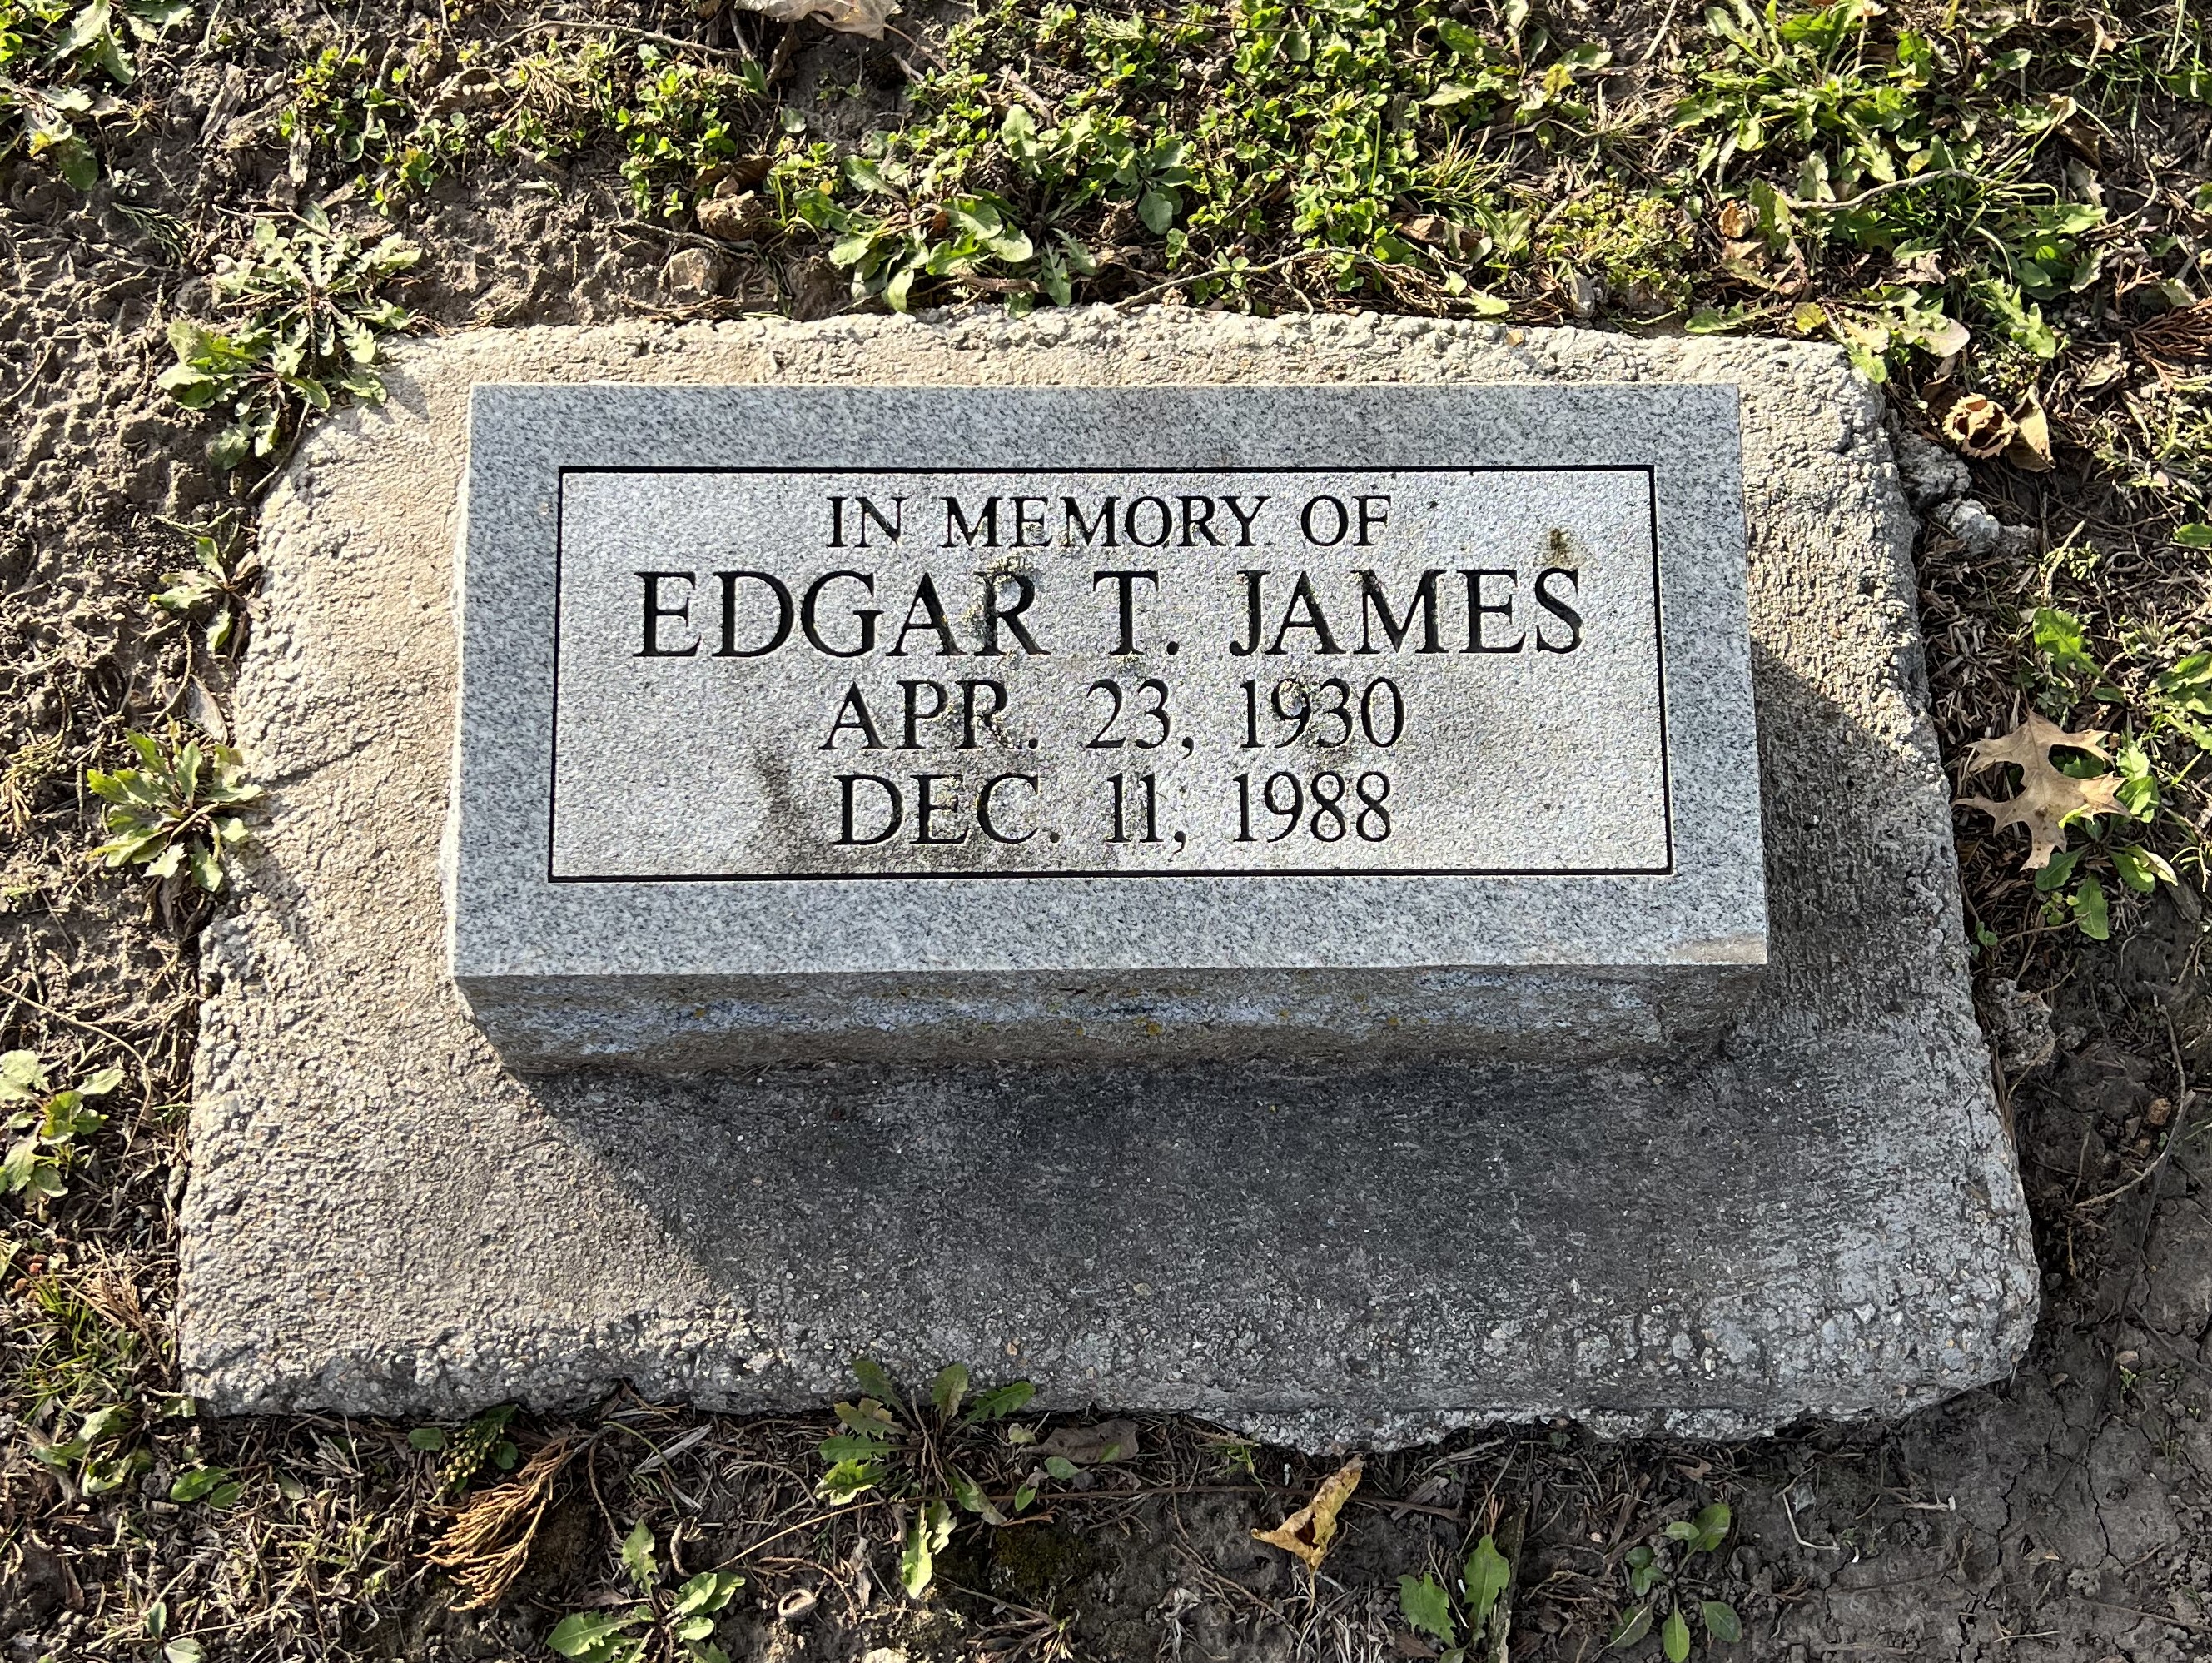 IN MEMORY OF
EDGAR T. JAMES
APR. 23, 1930
DEC. 11, 1988